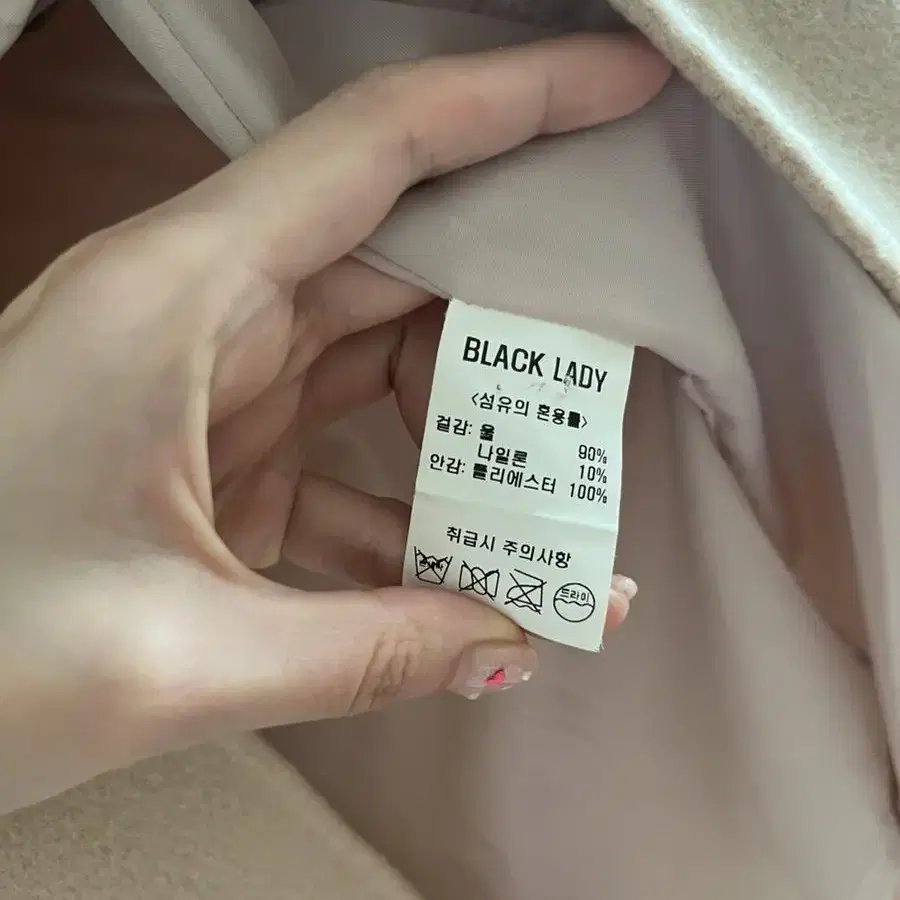 BLACK LADY
<섬유의 혼용률>
겉감: 울 90%
나일론 10%
안감: 폴리에스터 100%
취급시 주의사항
드라이